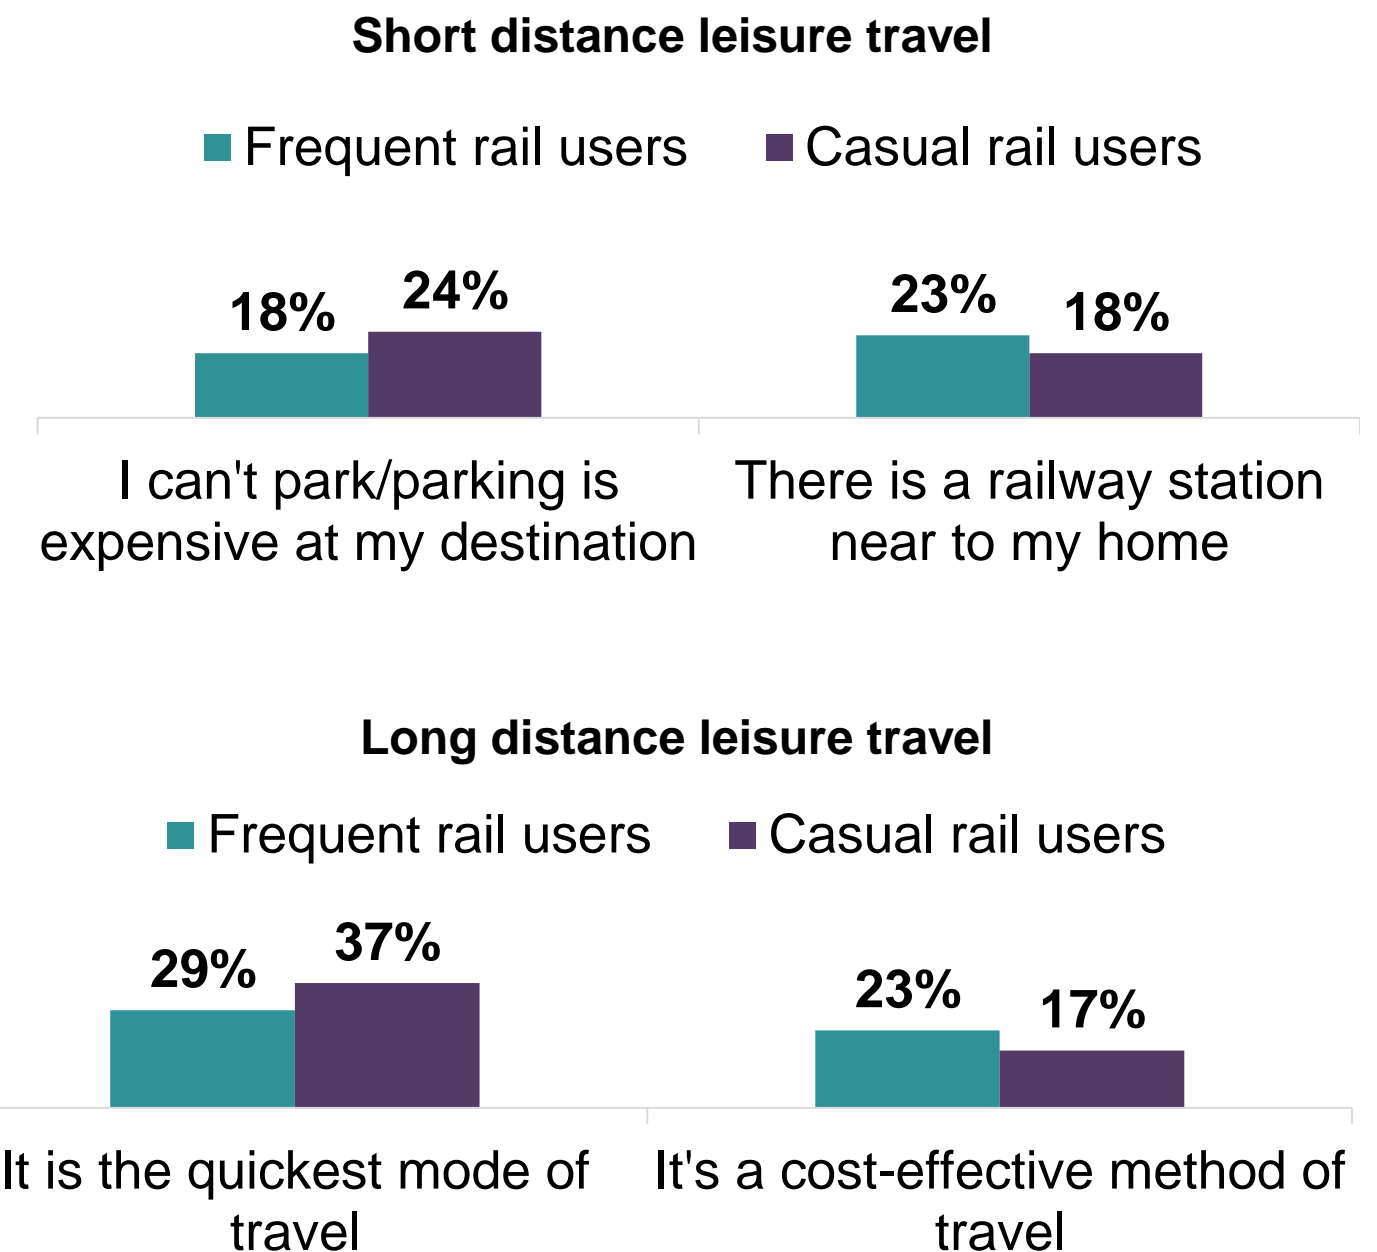 Short distance leisure travel
Frequent rail users Casual rail users
18% 24% 23% 18%
I can't park/parking is
expensive at my destination
There is a railway station
near to my home
Long distance leisure travel
Frequent rail users Casual rail users
29% 37% 23% 17%
It is the quickest mode of
travel
It's a cost-effective method of
travel